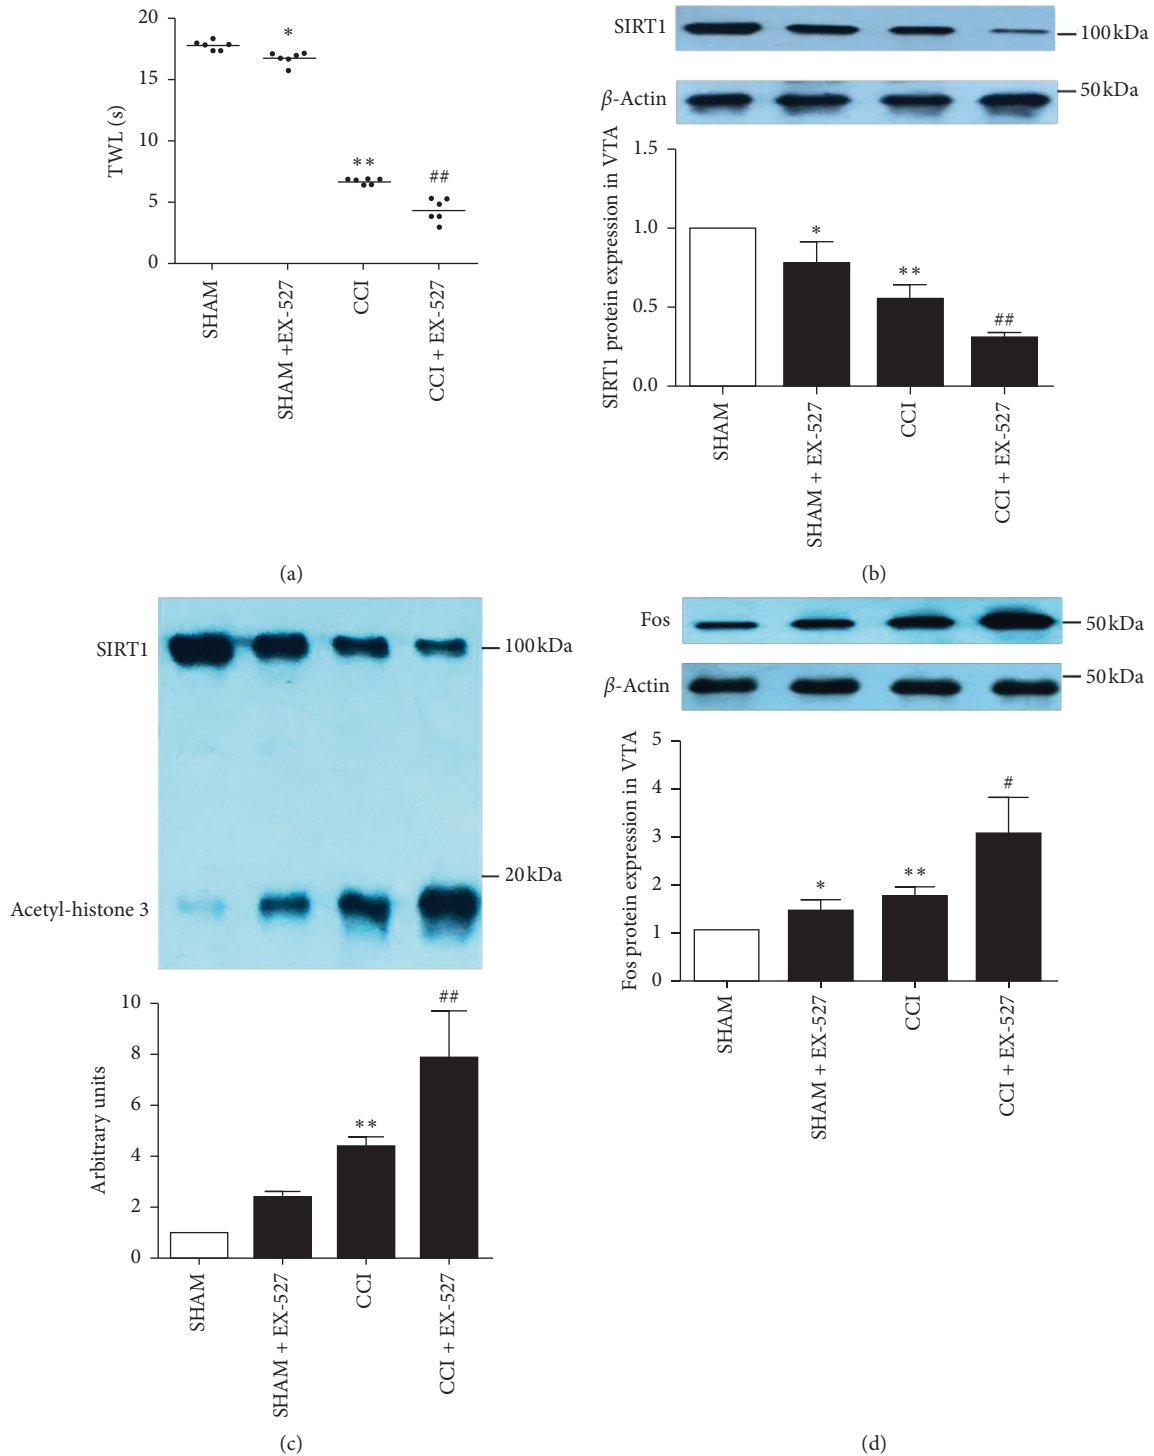 20
15
10
5
0
TWL (s)
*
**
##
SHAM
SHAM +EX-527
CCI
CCI + EX-527
(a)
SIRT1
100 kDa
β-Actin
50 kDa
1.5
1.0
0.5
0.0
SIRT1 protein expression in VTA
*
**
##
SHAM
SHAM + EX-527
CCI
CCI + EX-527
(b)
SIRT1
100 kDa
20 kDa
Acetyl-histone 3
10
8
6
4
2
0
Arbitrary units
**
##
SHAM
SHAM + EX-527
CCI
CCI + EX-527
(c)
Fos
50 kDa
β-Actin
50 kDa
5
4
3
2
1
0
Fos protein expression in VTA
*
**
#
SHAM
SHAM + EX-527
CCI
CCI + EX-527
(d)